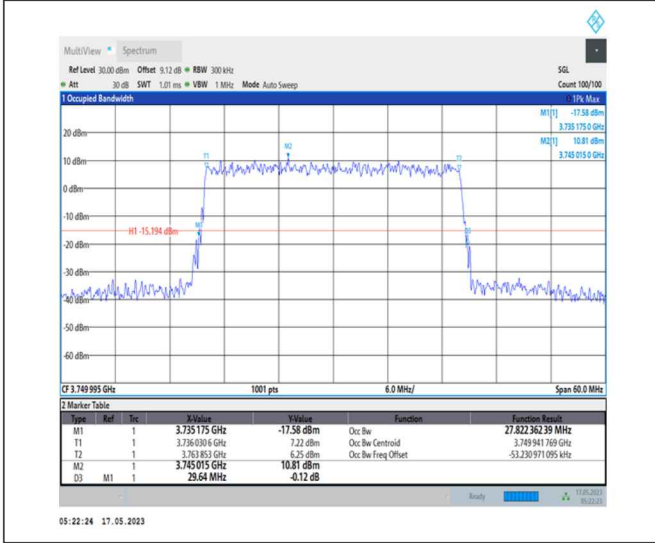 MultiView Spectrum
Ref Level 30.00 dBm Offset 9.12 dB RBW 300 kHz SGL
Att 30 dB SWT 1.01 ms VBW 1 MHz Mode Auto Sweep Count 100/100
1 Occupied Bandwidth 1Pk Max
M1[1] -17.58 dBm
3.735 175 0 GHz
20 dBm
M2[1] 10.81 dBm
3.745 015 0 GHz
M2
T1
10 dBm
0 dBm
-10 dBm
M1
H1 -15.194 dBm
D3
-20 dBm
-30 dBm
-40 dBm
-50 dBm
-60 dBm
CF 3.749 995 GHz 1001 pts 6.0 MHz/ Span 60.0 MHz
2 Marker Table
Type Ref Trc X-Value Y-Value Function Function Result
M1 1 3.735175 GHz -17.58 dBm Occ Bw 27.822 362 39 MHz
T1 1 3.736 030 6 GHz 7.22 dBm Occ Bw Centroid 3.749 941 769 GHz
T2 1 3.763 853 GHz 6.25 dBm Occ Bw Freq Offset -53.230 971 095 kHz
M2 1 3.745015 GHz 10.81 dBm
D3 M1 1 29.64 MHz -0.12 dB
Ready 17.05.2023
05:22:23
05:22:24 17.05.2023